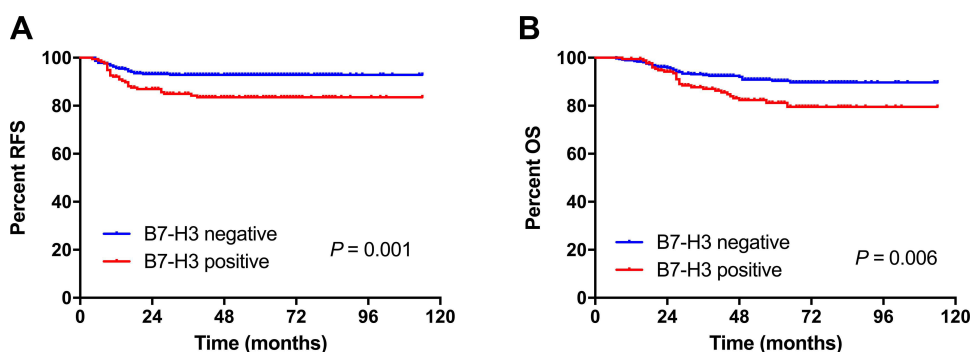 A
Percent RFS
100
80
60
40
20
0
B7-H3 negative
B7-H3 positive
P = 0.001
0 24 48 72 96 120
Time (months)
B
Percent OS
100
80
60
40
20
0
B7-H3 negative
B7-H3 positive
P = 0.006
0 24 48 72 96 120
Time (months)